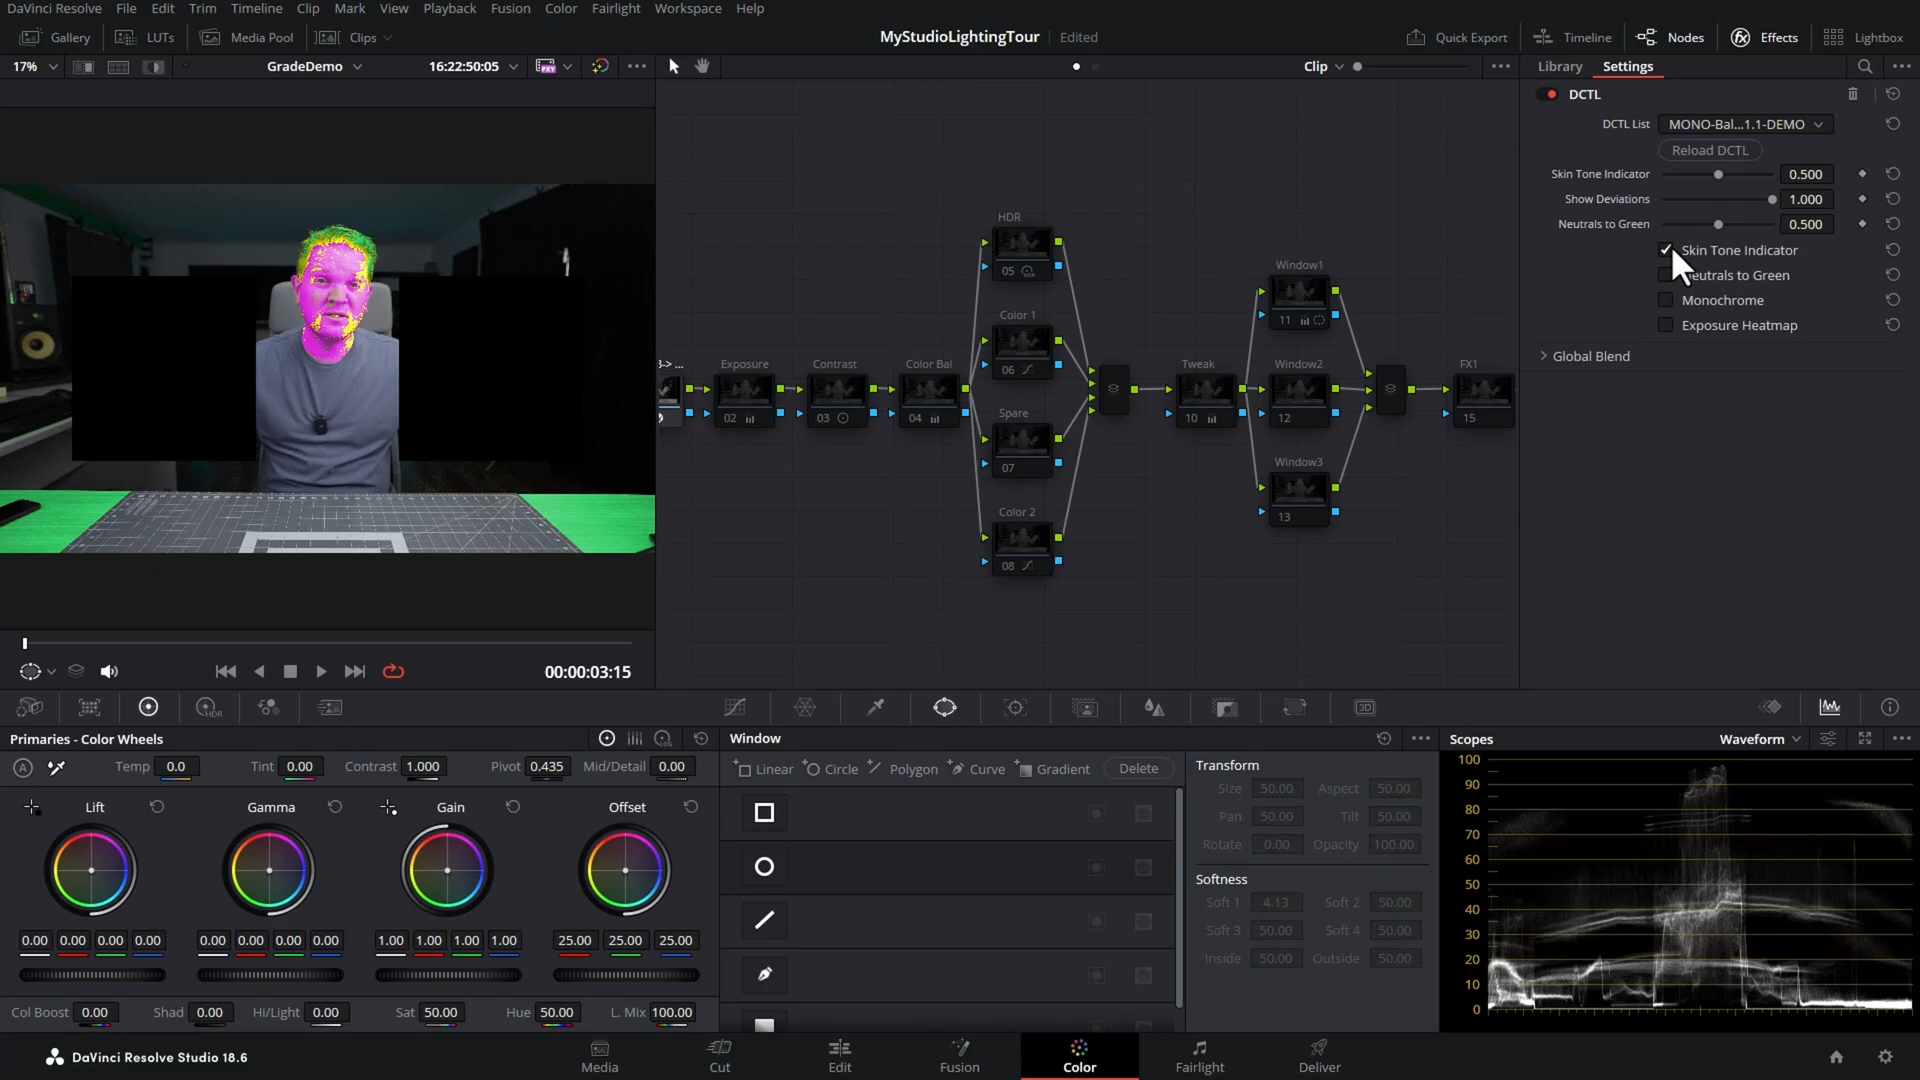 DaVinci Resolve File Edit Trim Timeline Clip Mark View Playback Fusion Color Fairlight Workspace Help
Gallery LUTs Media Pool Clips MyStudioLightingTour Edited Quick Export Timeline Nodes Effects Lightbox
17% GradeDemo 16:22:50:05 Clip Library Settings
DCTL
DCTL List MONO-Bal...1.1-DEMO
Reload DCTL
Skin Tone Indicator 0.500
Show Deviations 1.000
Neutrals to Green 0.500
Skin Tone Indicator
eutrals to Green
Monochrome
Exposure Heatmap
Global Blend
HDR
05 HDR
Color 1
06
Spare
07
Color 2
08
Exposure
02
Contrast
03
Color Bal
04
Tweak
10
Window1
11
Window2
12
Window3
13
FX1
15
00:00:03:15
HDR 3D
Primaries - Color Wheels LOG
Temp 0.0 Tint 0.00 Contrast 1.000 Pivot 0.435 Mid/Detail 0.00
Lift Gamma Gain Offset
0.00 0.00 0.00 0.00 0.00 0.00 0.00 0.00 1.00 1.00 1.00 1.00 25.00 25.00 25.00
Col Boost 0.00 Shad 0.00 Hi/Light 0.00 Sat 50.00 Hue 50.00 L. Mix 100.00
Window
Linear Circle Polygon Curve Gradient Delete
Transform
Size 50.00 Aspect 50.00
Pan 50.00 Tilt 50.00
Rotate 0.00 Opacity 100.00
Softness
Soft 1 4.13 Soft 2 50.00
Soft 3 50.00 Soft 4 50.00
Inside 50.00 Outside 50.00
Scopes Waveform
100
90
80
70
60
50
40
30
20
10
0
DaVinci Resolve Studio 18.6
Media Cut Edit Fusion Color Fairlight Deliver